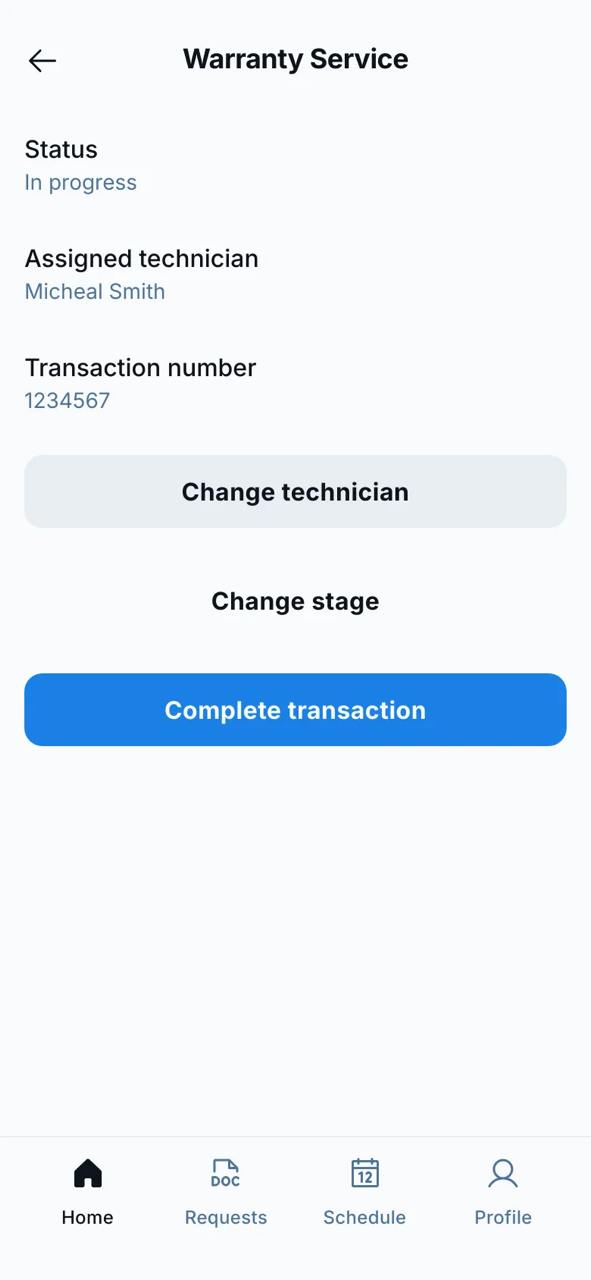 Warranty Service
Status
In progress
Assigned technician
Micheal Smith
Transaction number
1234567
Change technician
Change stage
Complete transaction
DOC
12
Home
Requests
Schedule
Profile